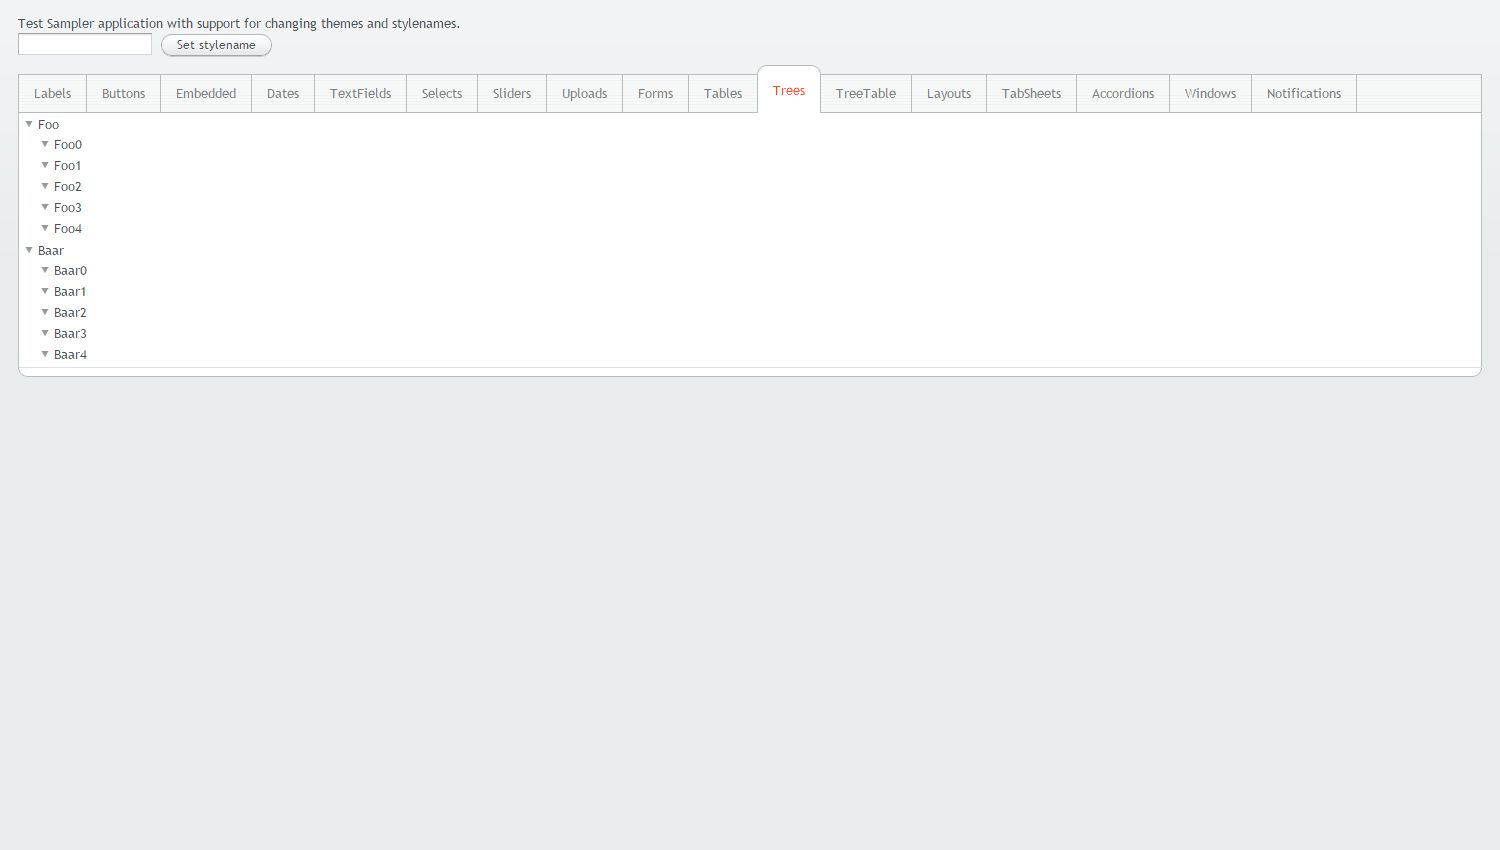 Test Sampler application with support for changing themes and stylenames.
Set stylename
Labels Buttons Embedded Dates TextFields Selects Sliders Uploads Forms Tables Trees TreeTable Layouts TabSheets Accordions Windows Notifications
Foo
Foo0
Foo1
Foo2
Foo3
Foo4
Baar
Baar0
Baar1
Baar2
Baar3
Baar4